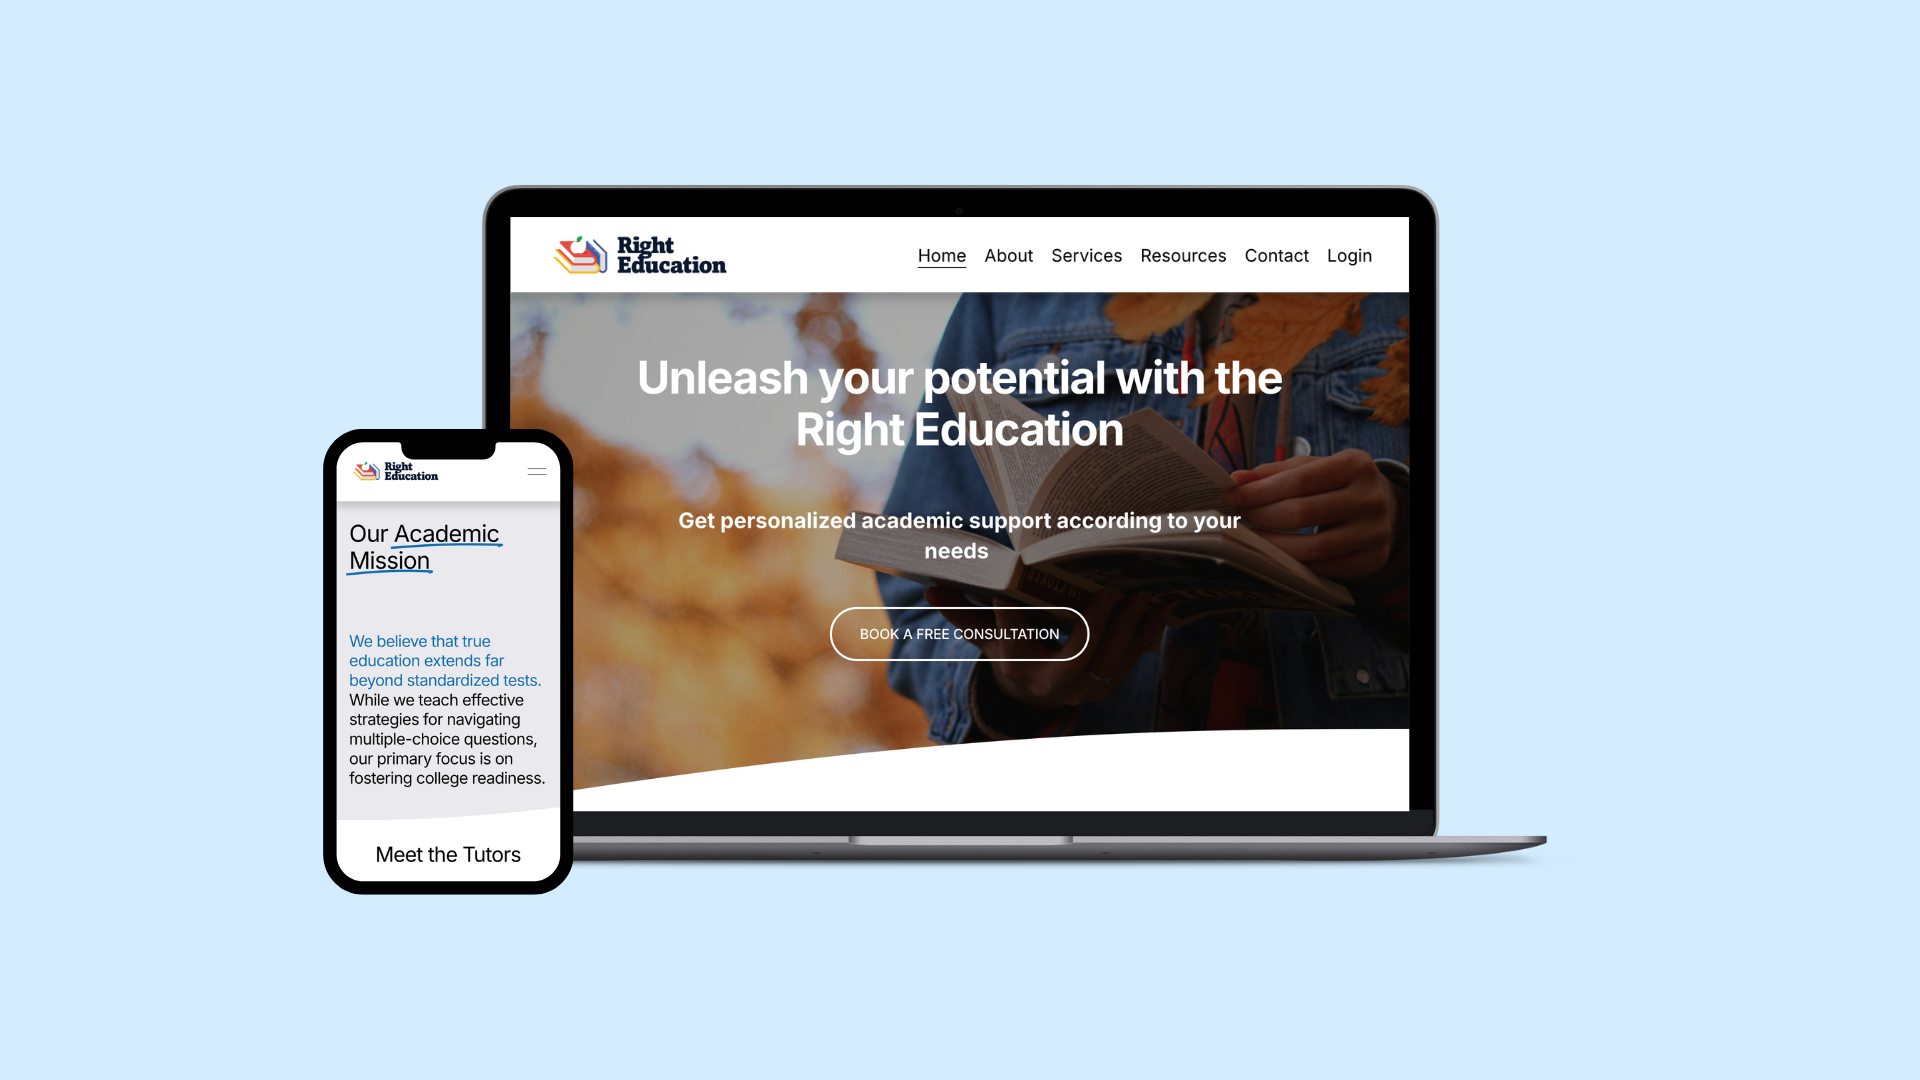 Right
Education
Home About Services Resources Contact Login
Unleash your potential with the
Right Education
Get personalized academic support according to your
needs
BOOK A FREE CONSULTATION
Right
Education
Our Academic
Mission
We believe that true
education extends far
beyond standardized tests.
While we teach effective
strategies for navigating
multiple-choice questions,
our primary focus is on
fostering college readiness.
Meet the Tutors